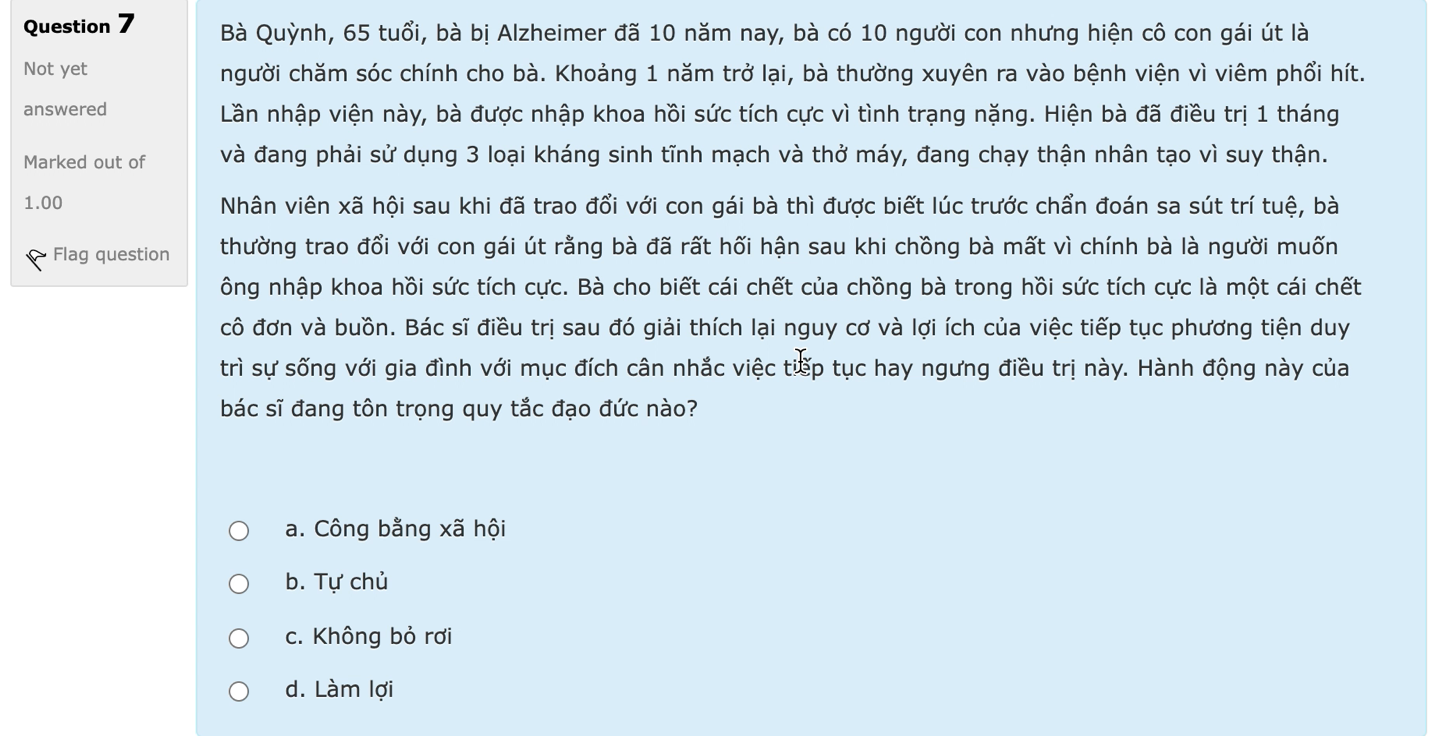 Question 7
Not yet
answered
Marked out of
1.00
Flag question
Bà Quỳnh, 65 tuổi, bà bị Alzheimer đã 10 năm nay, bà có 10 người con nhưng hiện cô con gái út là
người chăm sóc chính cho bà. Khoảng 1 năm trở lại, bà thường xuyên ra vào bệnh viện vì viêm phổi hít.
Lần nhập viện này, bà được nhập khoa hồi sức tích cực vì tình trạng nặng. Hiện bà đã điều trị 1 tháng
và đang phải sử dụng 3 loại kháng sinh tĩnh mạch và thở máy, đang chạy thận nhân tạo vì suy thận.
Nhân viên xã hội sau khi đã trao đổi với con gái bà thì được biết lúc trước chẩn đoán sa sút trí tuệ, bà
thường trao đổi với con gái út rằng bà đã rất hối hận sau khi chồng bà mất vì chính bà là người muốn
ông nhập khoa hồi sức tích cực. Bà cho biết cái chết của chồng bà trong hồi sức tích cực là một cái chết
cô đơn và buồn. Bác sĩ điều trị sau đó giải thích lại nguy cơ và lợi ích của việc tiếp tục phương tiện duy
trì sự sống với gia đình với mục đích cân nhắc việc tiếp tục hay ngưng điều trị này. Hành động này của
bác sĩ đang tôn trọng quy tắc đạo đức nào?
a. Công bằng xã hội
b. Tự chủ
c. Không bỏ rơi
d. Làm lợi